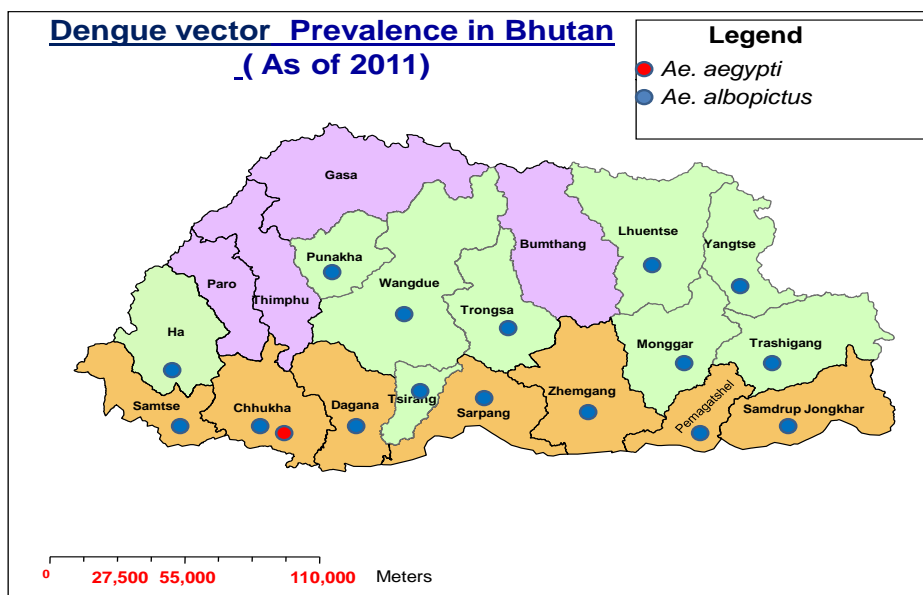 Dengue vector Prevalence in Bhutan
( As of 2011)
Legend
Ae. aegypti
Ae. albopictus
Gasa
Punakha
Bumthang
Lhuentse
Yangtse
Paro
Thimphu
Wangdue
Trongsa
Ha
Monggar
Trashigang
Samtse
Chhukha
Dagana
Tsirang
Sarpang
Zhemgang
Pemagatshel
Samdrup Jongkhar
0 27,500 55,000 110,000 Meters